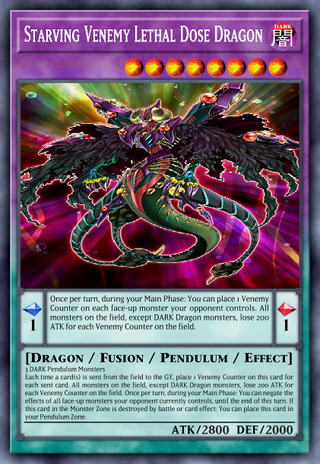 STARVING VENEMY LETHAL DOSE DRAGON
DARK
闇
Once per turn, during your Main Phase: You can place 1 Venemy
Counter on each face-up monster your opponent controls. All
monsters on the field, except DARK Dragon monsters, lose 200
ATK for each Venemy Counter on the field.
1
1
[DRAGON / FUSION / PENDULUM / EFFECT]
3 DARK Pendulum Monsters
Each time a card(s) is sent from the field to the GY, place 1 Venemy Counter on this card for
each sent card. All monsters on the field, except DARK Dragon monsters, lose 200 ATK for
each Venemy Counter on the field. Once per turn, during your Main Phase: You can negate the
effects of all face-up monsters your opponent currently controls, until the end of this turn. If
this card in the Monster Zone is destroyed by battle or card effect: You can place this card in
your Pendulum Zone.
ATK/2800 DEF/2000